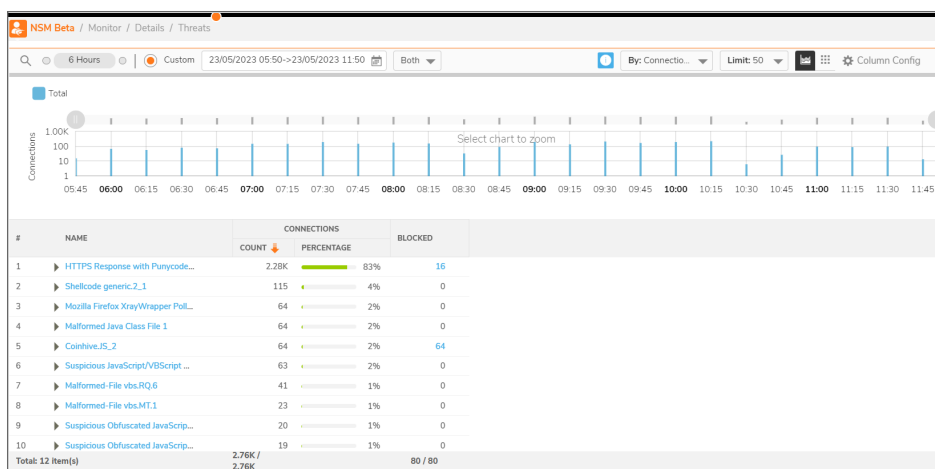 NSM Beta / Monitor / Details / Threats
6 Hours Custom 23/05/2023 05:50->23/05/2023 11:50 Both By: Connectio... Limit: 50 Column Config
Total
Select chart to zoom
Connections
1.00K
100
10
1
05:45 06:00 06:15 06:30 06:45 07:00 07:15 07:30 07:45 08:00 08:15 08:30 08:45 09:00 09:15 09:30 09:45 10:00 10:15 10:30 10:45 11:00 11:15 11:30 11:45
# NAME CONNECTIONS BLOCKED
COUNT PERCENTAGE
1 HTTPS Response with Punycode... 2.28K 83% 16
2 Shellcode generic.2_1 115 4% 0
3 Mozilla Firefox XrayWrapper Poll... 64 2% 0
4 Malformed Java Class File 1 64 2% 0
5 Coinhive.JS_2 64 2% 64
6 Suspicious JavaScript/VBScript ... 63 2% 0
7 Malformed-File vbs.RQ.6 41 1% 0
8 Malformed-File vbs.MT.1 23 1% 0
9 Suspicious Obfuscated JavaScrip... 20 1% 0
10 Suspicious Obfuscated JavaScrip... 19 1% 0
Total: 12 item(s) 2.76K / 80 / 80
2.76K